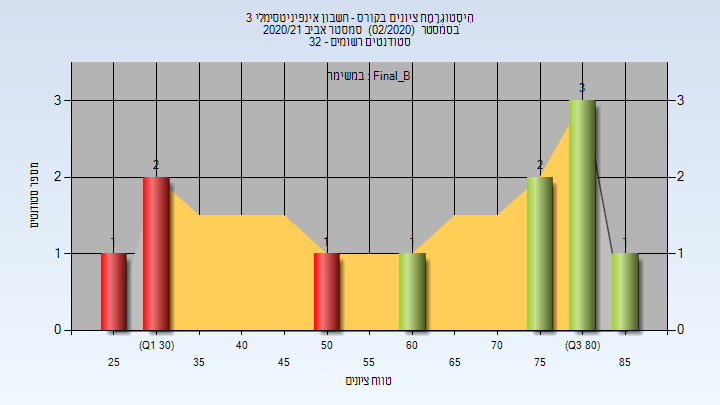 היסטוגרמת ציונים בקורס - חשבון אינפיניטסימלי 3
בסמסטר (02/2020) סמסטר אביב 2020/21
סטודנטים רשומים - 32
במשימה : Final_B
מספר סטודנטים
3 3
2 2
1 1
0 0
1 2 1 1 2 3 1
(Q1 30) 40 50 60 70 (Q3 80)
25 35 45 55 65 75 85
טווח ציונים